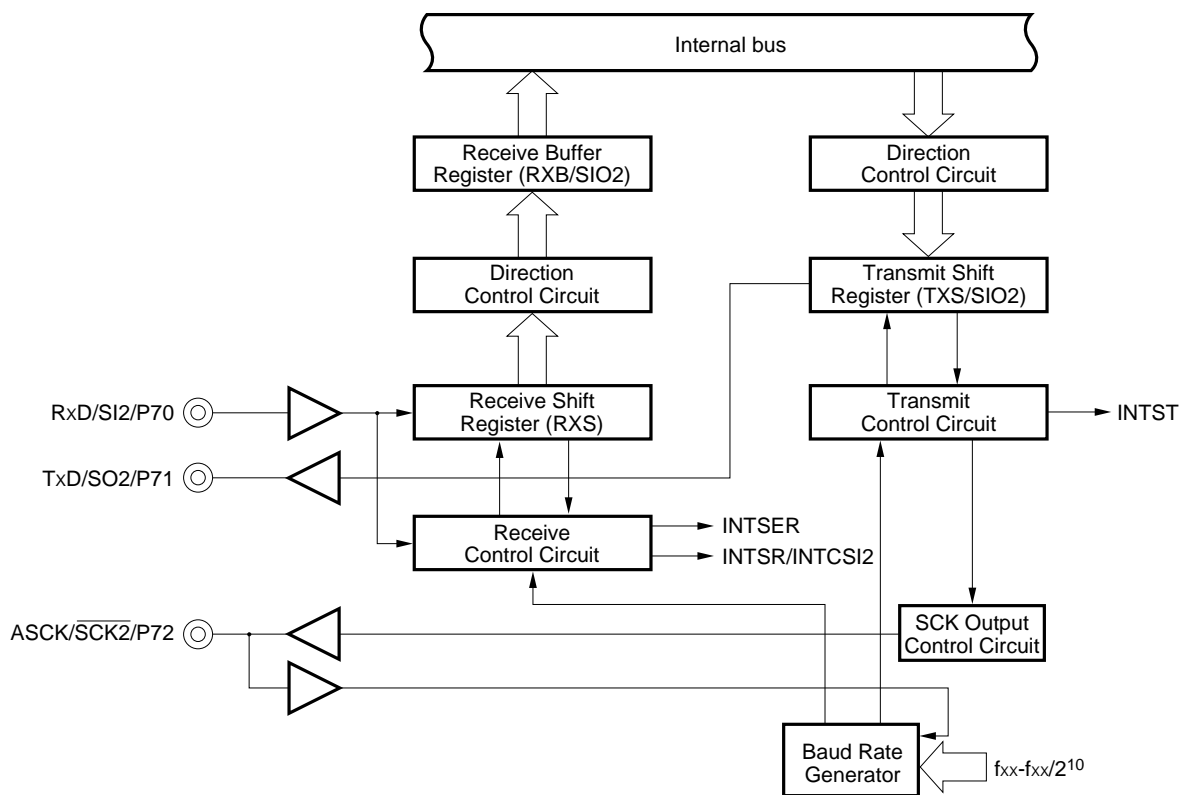 Internal bus
Receive Buffer
Register (RXB/SIO2)
Direction
Control Circuit
Direction
Control Circuit
Transmit Shift
Register (TXS/SIO2)
RxD/SI2/P70
Receive Shift
Register (RXS)
Transmit
Control Circuit
INTST
TxD/SO2/P71
Receive
Control Circuit
INTSER
INTSR/INTCSI2
ASCK/S̅C̅K̅2̅/P72
SCK Output
Control Circuit
Baud Rate
Generator
fxx-fxx/2¹⁰